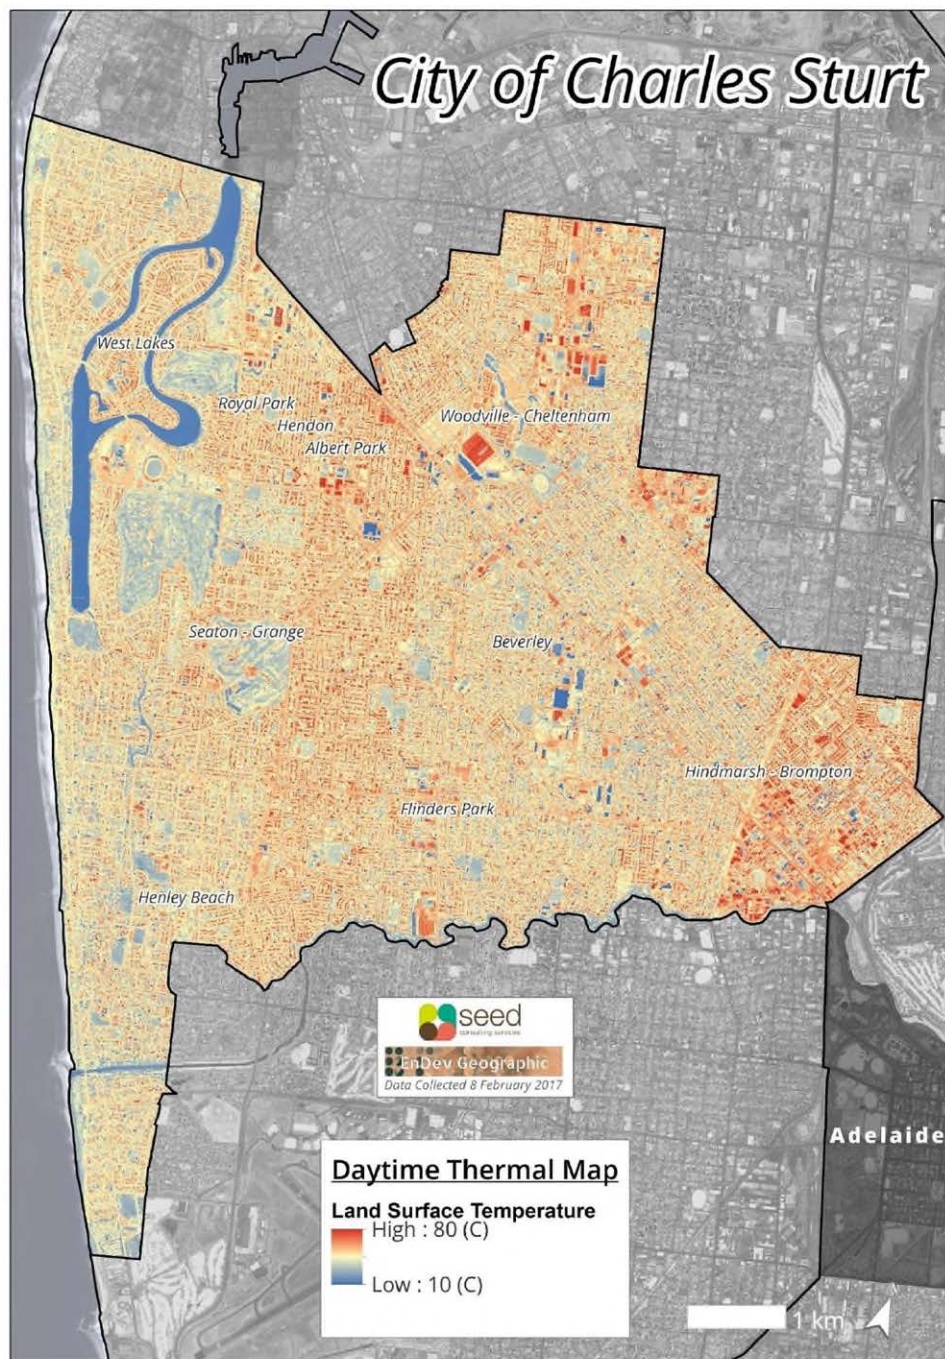 City of Charles Sturt
West Lakes
Royal Park
Hendon
Albert Park
Woodville - Cheltenham
Seaton - Grange
Beverley
Hindmarsh - Brompton
Flinders Park
Henley Beach
seed
consulting services
EnDev Geographic
Data Collected 8 February 2017
Adelaide
Daytime Thermal Map
Land Surface Temperature
High : 80 (C)
Low : 10 (C)
1 km